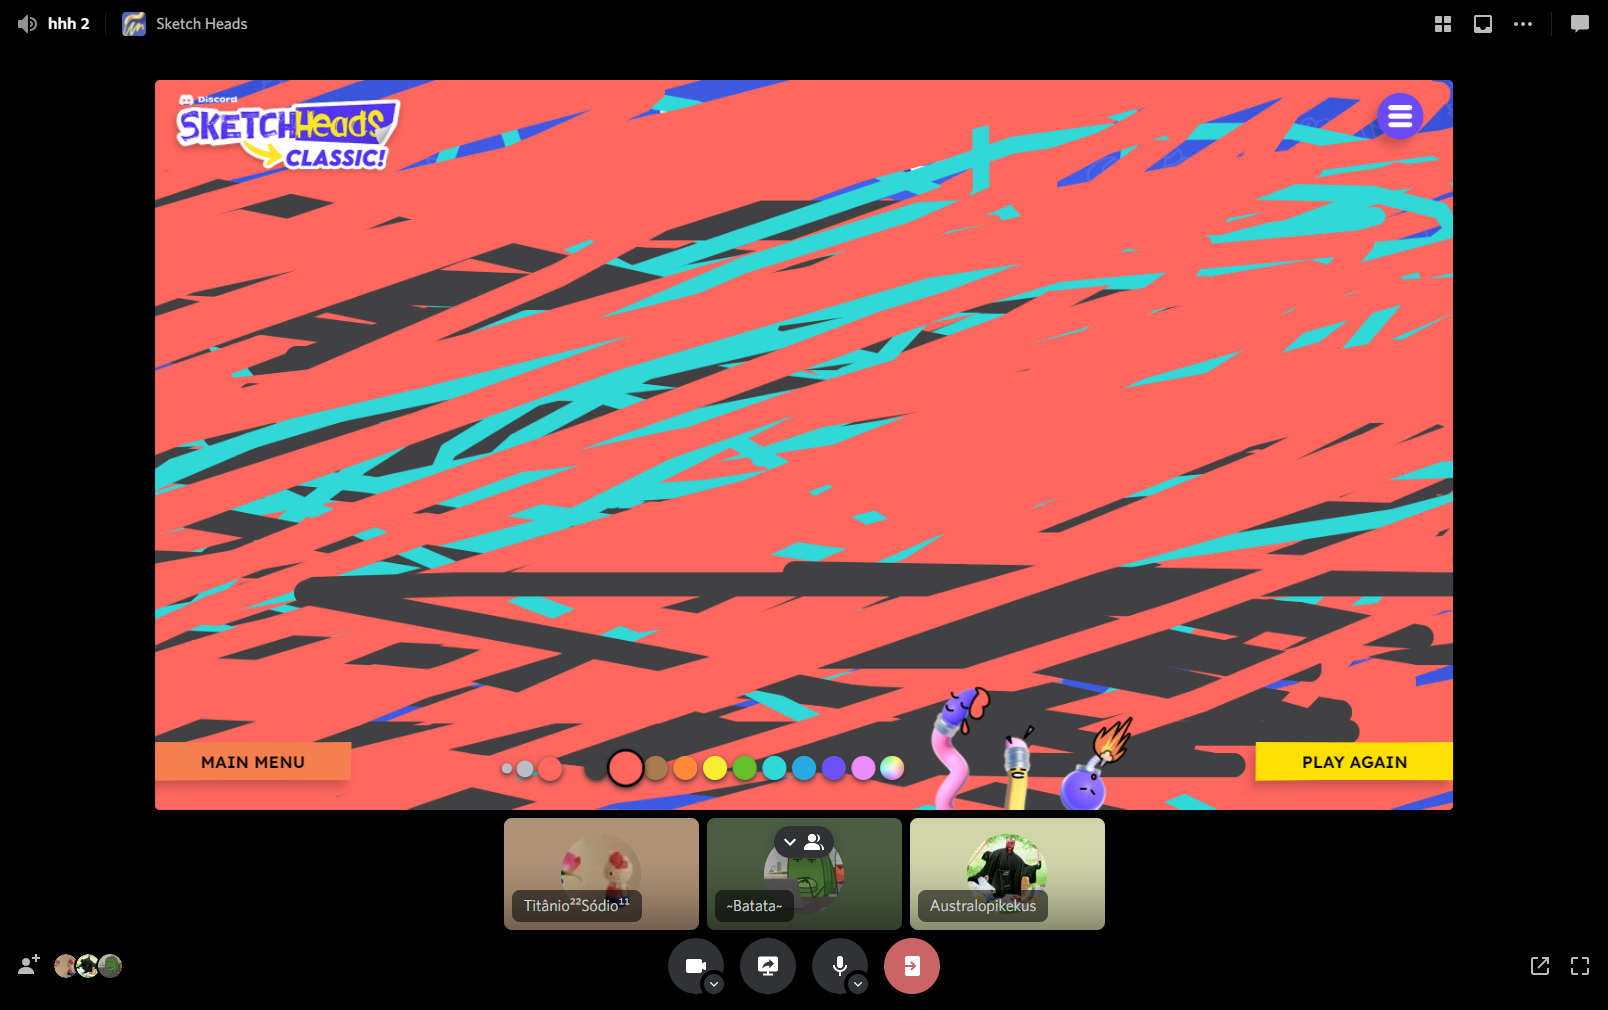 hhh 2
Sketch Heads
Discord
SKETCHHeadS
CLASSIC!
MAIN MENU
PLAY AGAIN
Titânio²²Sódio¹¹
~Batata~
Australopikekus